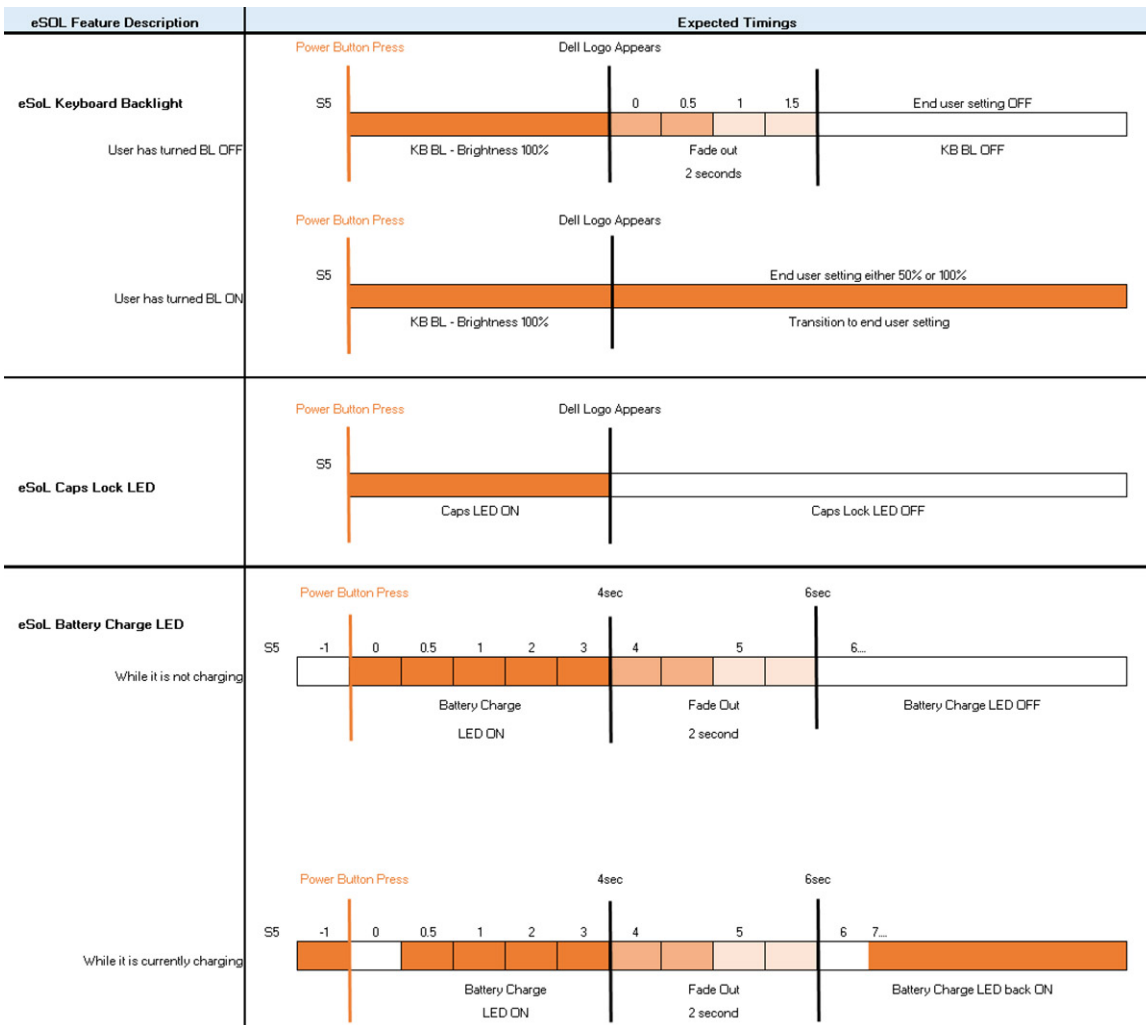 eSOL Feature Description
Expected Timings
Power Button Press
Dell Logo Appears
eSoL Keyboard Backlight
S5
0 0.5 1 1.5
End user setting OFF
User has turned BL OFF
KB BL - Brightness 100%
Fade out
KB BL OFF
2 seconds
Power Button Press
Dell Logo Appears
S5
End user setting either 50% or 100%
User has turned BL ON
KB BL - Brightness 100%
Transition to end user setting
Power Button Press
Dell Logo Appears
S5
eSoL Caps Lock LED
Caps LED ON
Caps Lock LED OFF
Power Button Press
4sec
6sec
eSoL Battery Charge LED
S5
-1 0 0.5 1 2 3 4 5 6....
While it is not charging
Battery Charge
Fade Out
Battery Charge LED OFF
LED ON
2 second
Power Button Press
4sec
6sec
S5
-1 0 0.5 1 2 3 4 5 6 7....
While it is currently charging
Battery Charge
Fade Out
Battery Charge LED back ON
LED ON
2 second